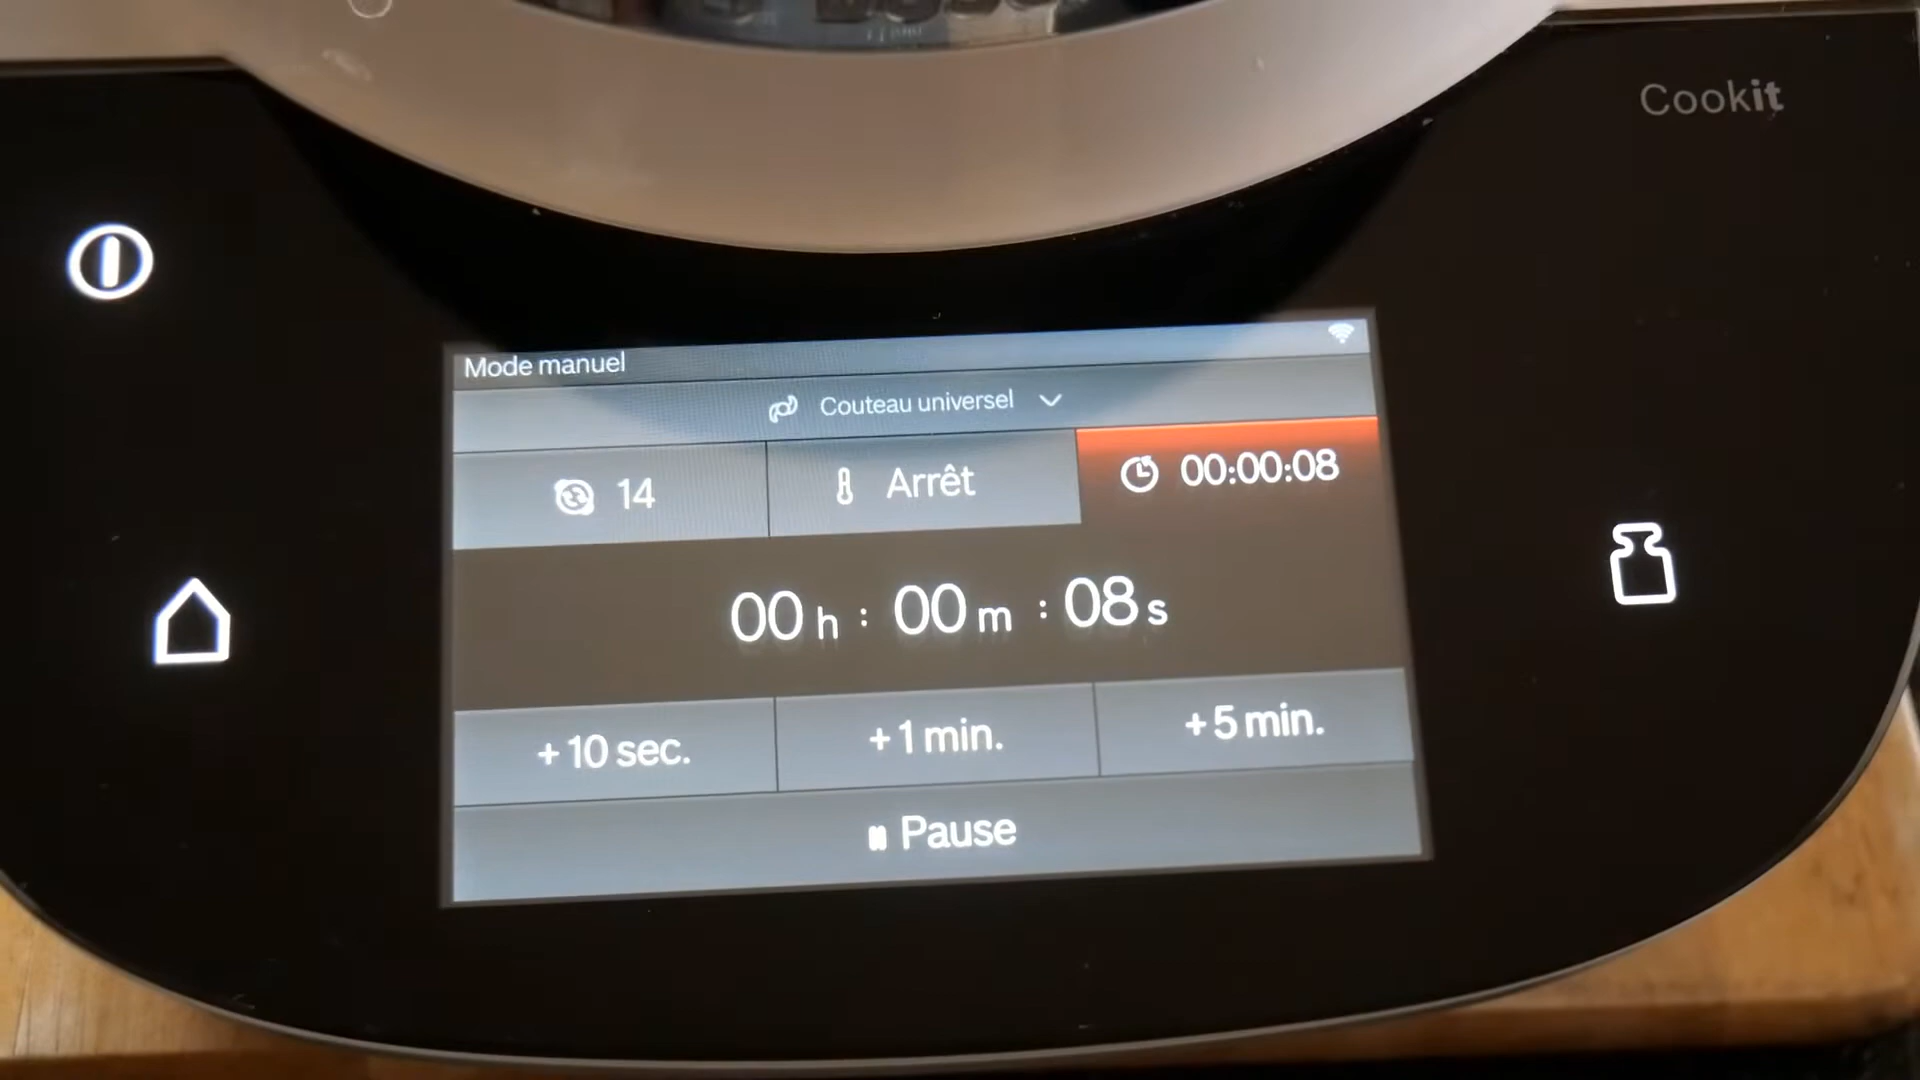 Cookit
Mode manuel
Couteau universel
14
Arrêt
00:00:08
00 h : 00 m : 08 s
+ 10 sec.
+ 1 min.
+ 5 min.
Pause